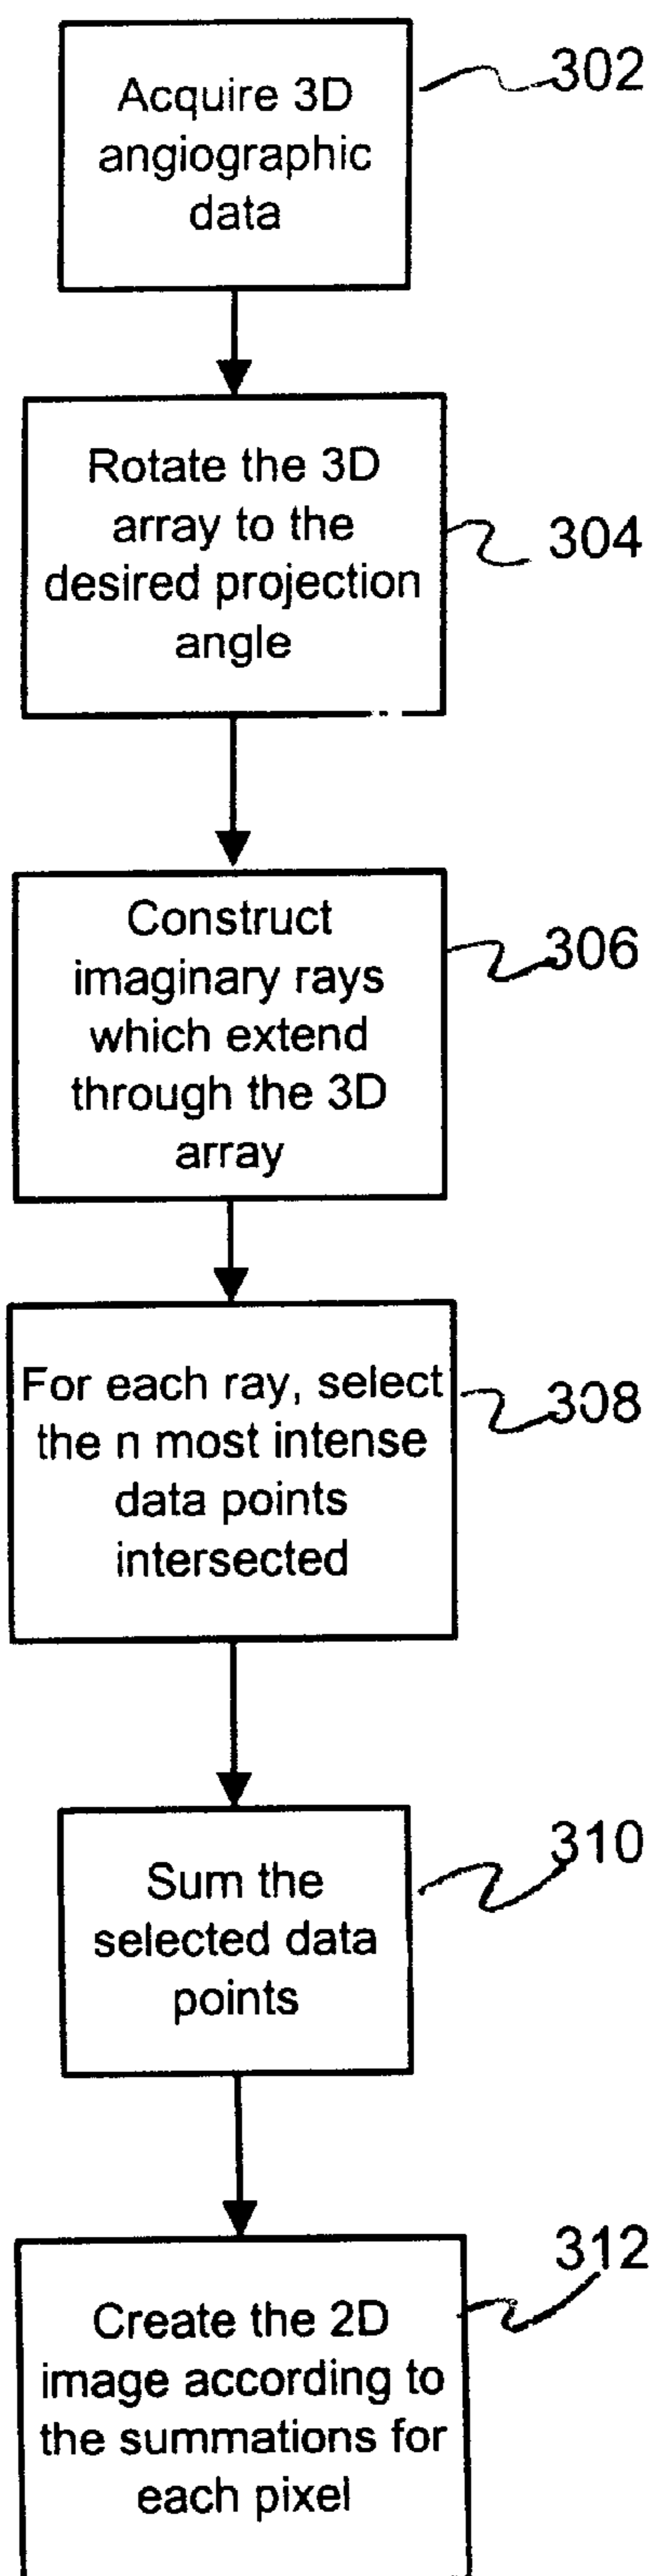 Acquire 3D
angiographic
data
302
Rotate the 3D
array to the
desired projection
angle
304
Construct
imaginary rays
which extend
through the 3D
array
306
For each ray, select
the n most intense
data points
intersected
308
Sum the
selected data
points
310
Create the 2D
image according to
the summations for
each pixel
312